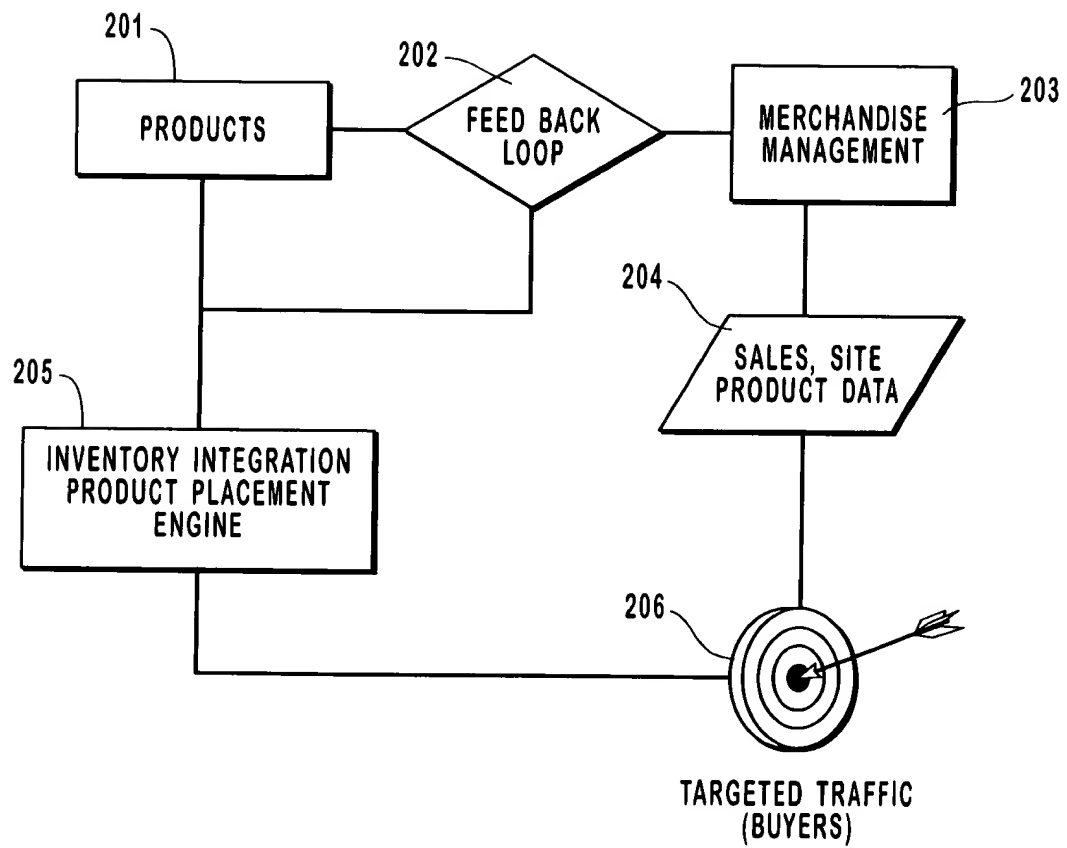 201
PRODUCTS
202
FEED BACK
LOOP
MERCHANDISE
MANAGEMENT
203
204
SALES, SITE
PRODUCT DATA
205
INVENTORY INTEGRATION
PRODUCT PLACEMENT
ENGINE
206
TARGETED TRAFFIC
(BUYERS)